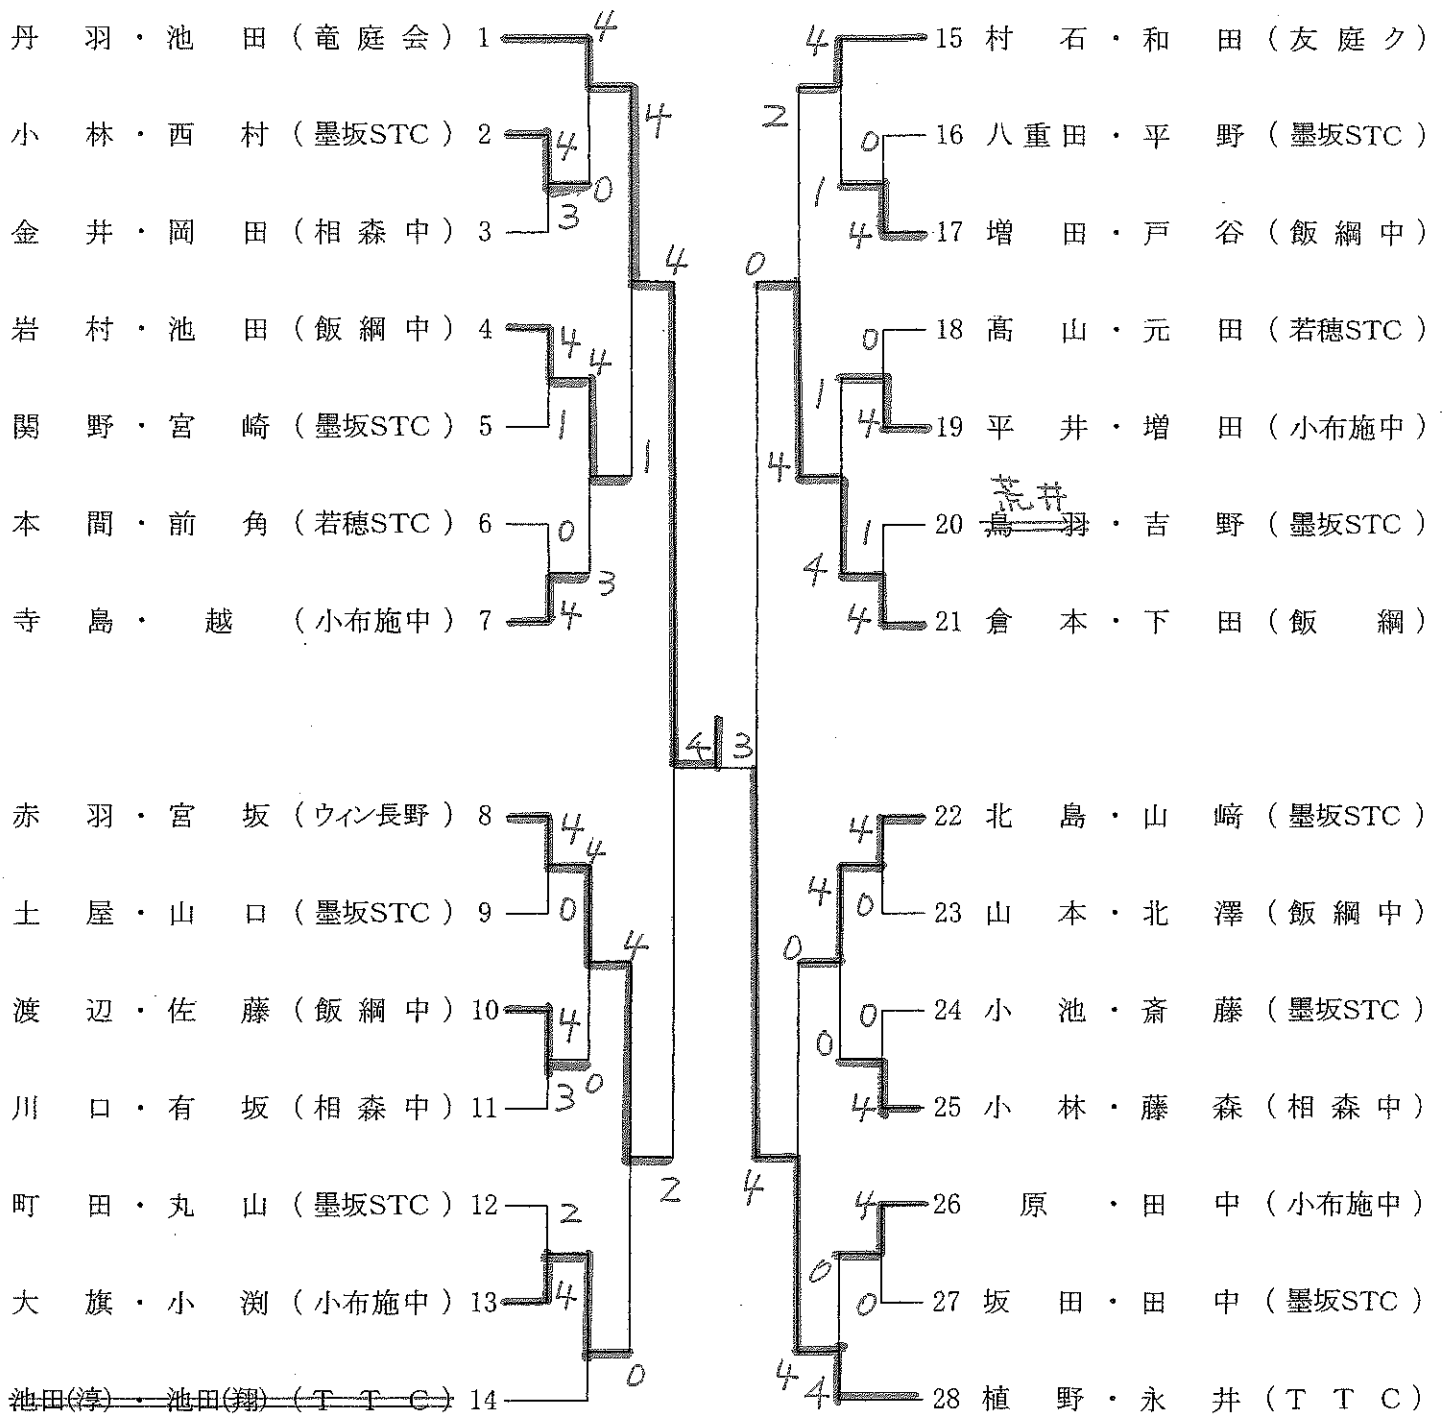 丹羽・池田（竜庭会） 1
小林・西村（墨坂STC） 2
金井・岡田（相森中） 3
岩村・池田（飯綱中） 4
関野・宮崎（墨坂STC） 5
本間・前角（若穂STC） 6
寺島・越（小布施中） 7
赤羽・宮坂（ウィン長野） 8
土屋・山口（墨坂STC） 9
渡辺・佐藤（飯綱中） 10
川口・有坂（相森中） 11
町田・丸山（墨坂STC） 12
大旗・小渕（小布施中） 13
池田(淳)・池田(翔)（TTC） 14
4
4
4
3
0
4
4
4
1
1
0
3
4
4
4
0
4
4
3
0
2
2
4
0
4
3
4
2
0
1
4
0
0
1
4
4
1
4
4
4
4
0
0
0
0
4
4
4
0
0
4
4
15 村石・和田（友庭ク）
16 八重田・平野（墨坂STC）
17 増田・戸谷（飯綱中）
18 髙山・元田（若穂STC）
19 平井・増田（小布施中）
荒井
20 鳥羽・吉野（墨坂STC）
21 倉本・下田（飯綱）
22 北島・山﨑（墨坂STC）
23 山本・北澤（飯綱中）
24 小池・斎藤（墨坂STC）
25 小林・藤森（相森中）
26 原・田中（小布施中）
27 坂田・田中（墨坂STC）
28 植野・永井（TTC）